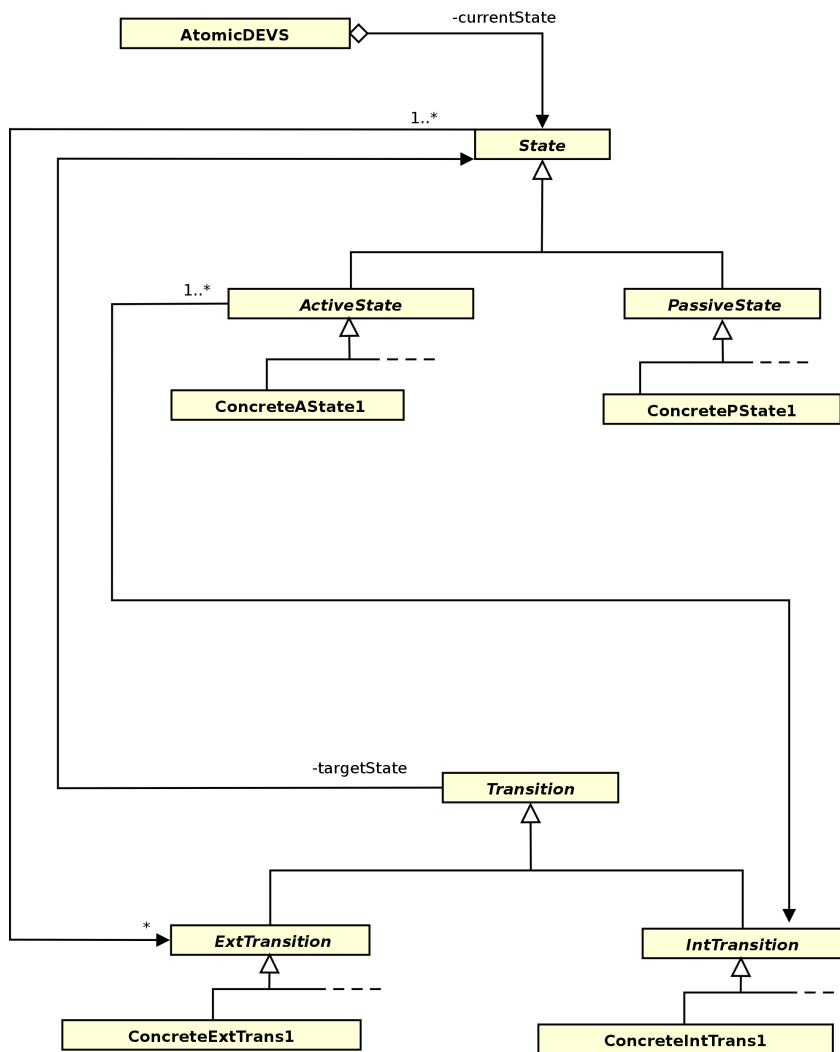 -currentState
AtomicDEVS
1..*
State
1..*
ActiveState
PassiveState
ConcreteAState1
ConcretePState1
-targetState
Transition
*
ExtTransition
IntTransition
ConcreteExtTrans1
ConcreteIntTrans1